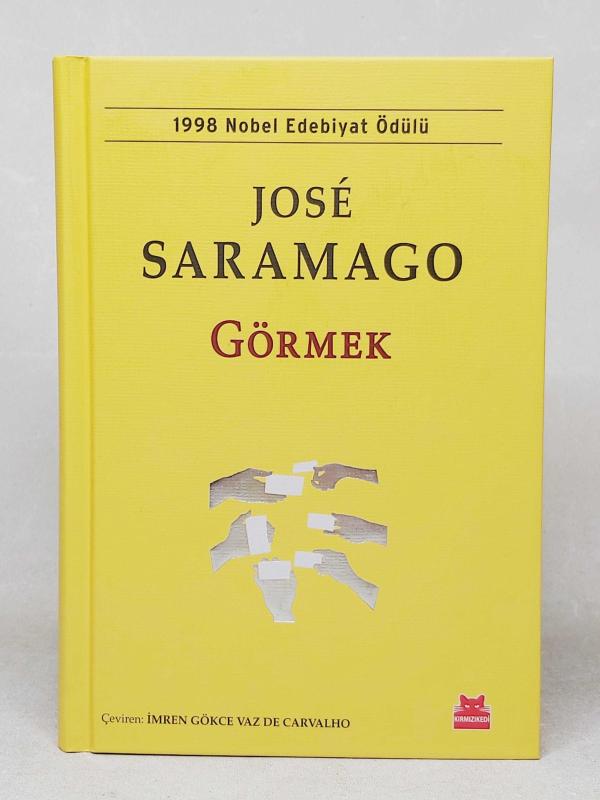 1998 Nobel Edebiyat Ödülü
JOSÉ
SARAMAGO
GÖRMEK
Çeviren: İMREN GÖKCE VAZ DE CARVALHO
KIRMIZIKEDİ